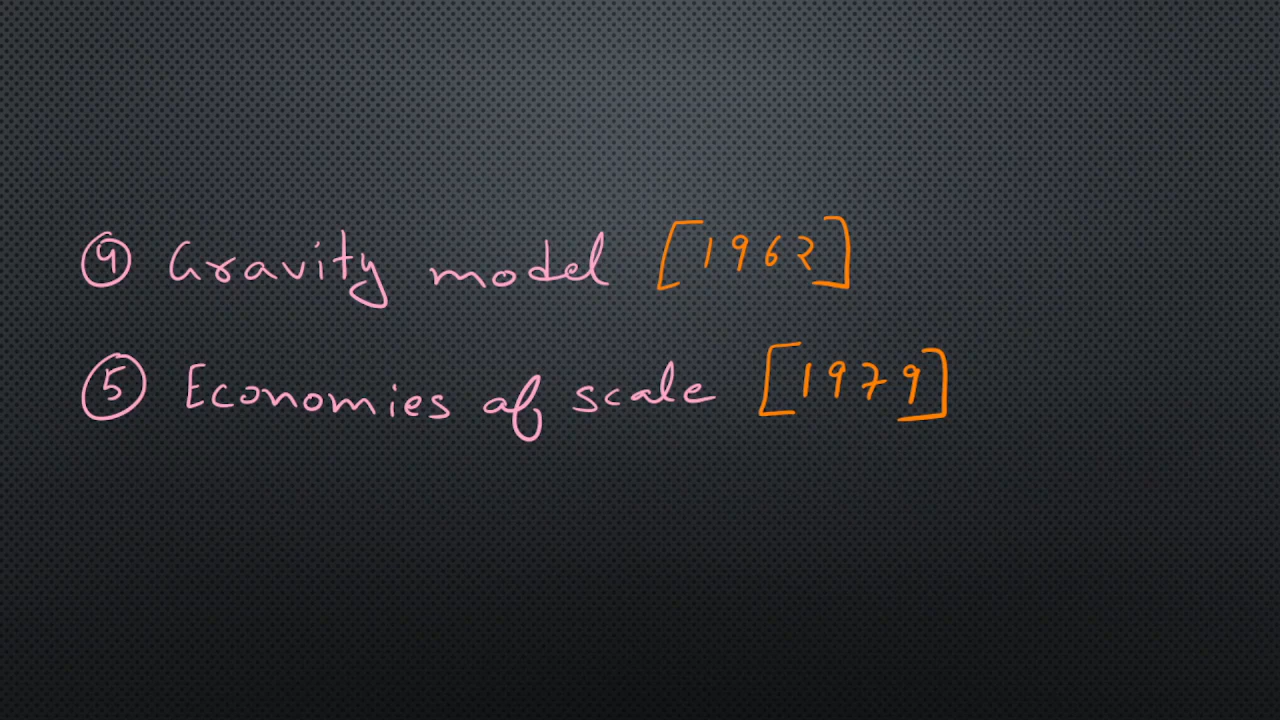 ④ Gravity model [1962]
⑤ Economies of scale [1979]